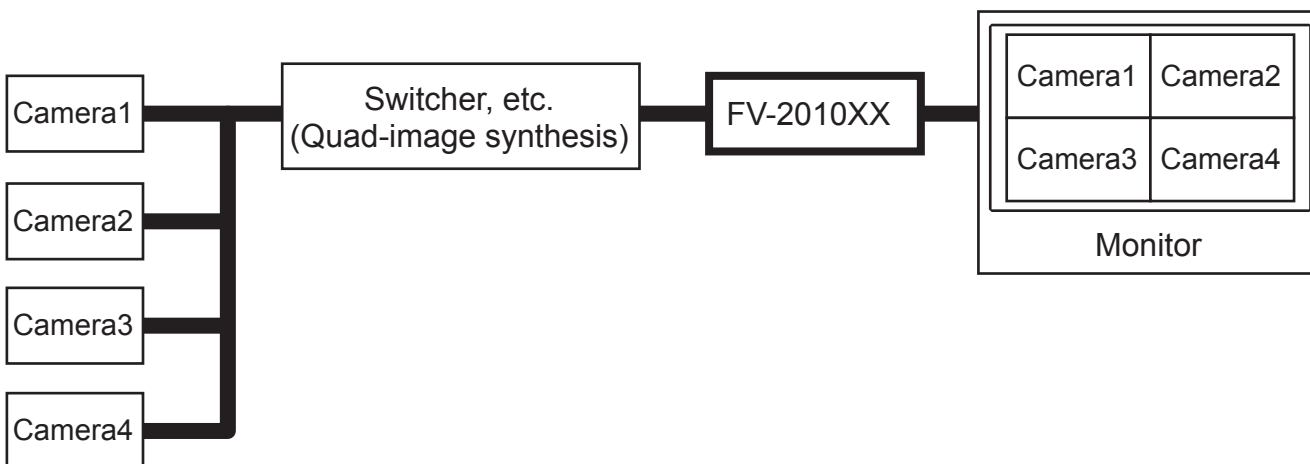 Camera1
Camera2
Camera3
Camera4
Switcher, etc.
(Quad-image synthesis)
FV-2010XX
Camera1 Camera2
Camera3 Camera4
Monitor